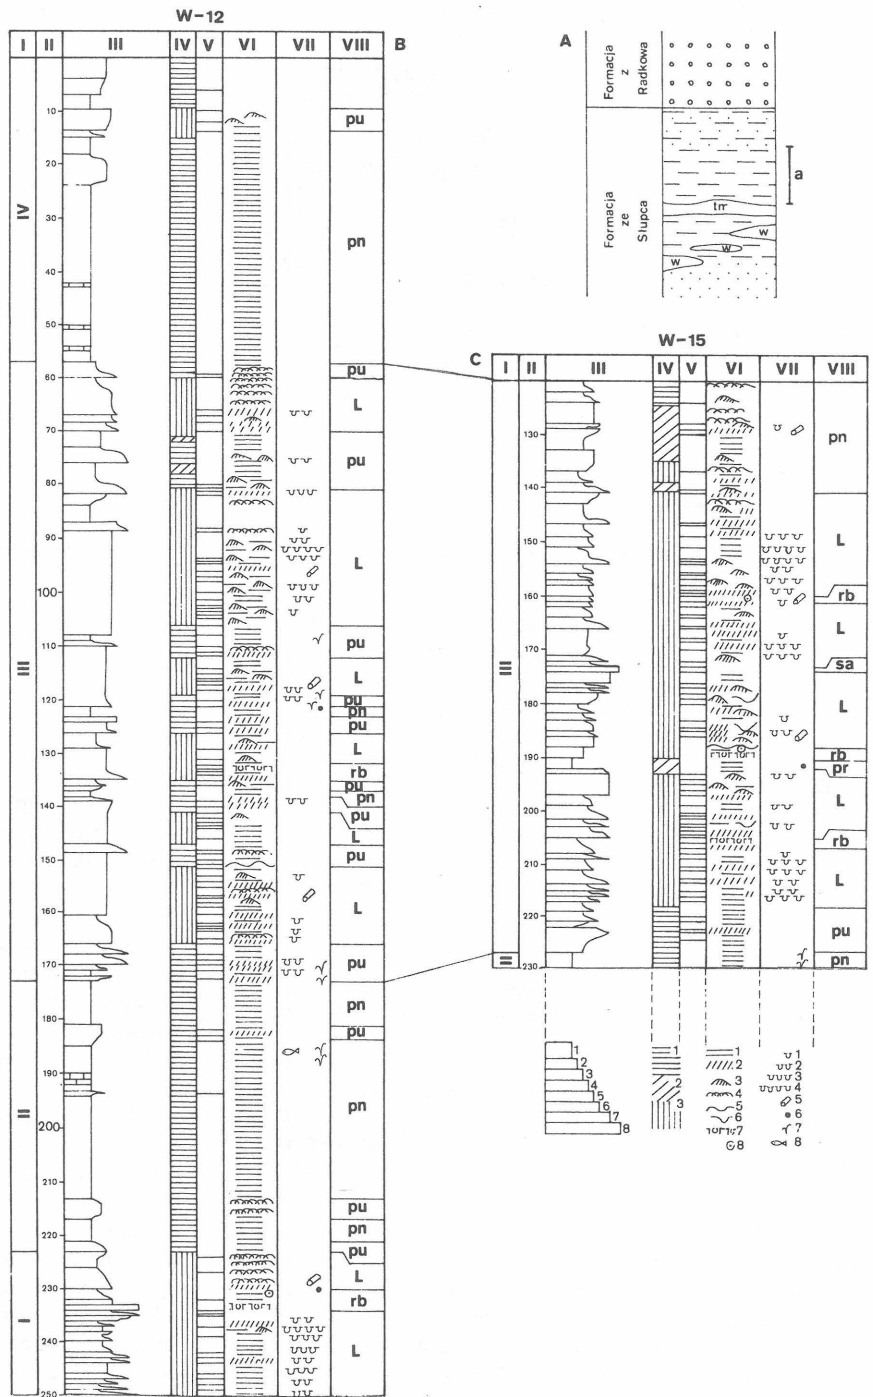 W-12
I II III IV V VI VII VIII B
10
20
30
40
50
60
70
80
90
100
110
120
130
140
150
160
170
180
190
200
210
220
230
240
250
IV
III
II
I
pu
pn
pu
L
pu
L
pu
L
pu
pn
pu
L
rb
pu
pn
pu
L
pu
L
pu
pn
pu
pn
pu
pn
pu
L
rb
L
A
Formacja
z
Radkowa
Formacja
ze
Słupca
a
trr
w
w
w
W-15
C I II III IV V VI VII VIII
130
140
150
160
170
180
190
200
210
220
230
III
II
pn
L
rb
L
sa
L
rb
pr
L
rb
L
pu
pn
1
2
3
4
5
6
7
8
1
2
3
1
2
3
4
5
6
7
8
1
2
3
4
5
6
7
8